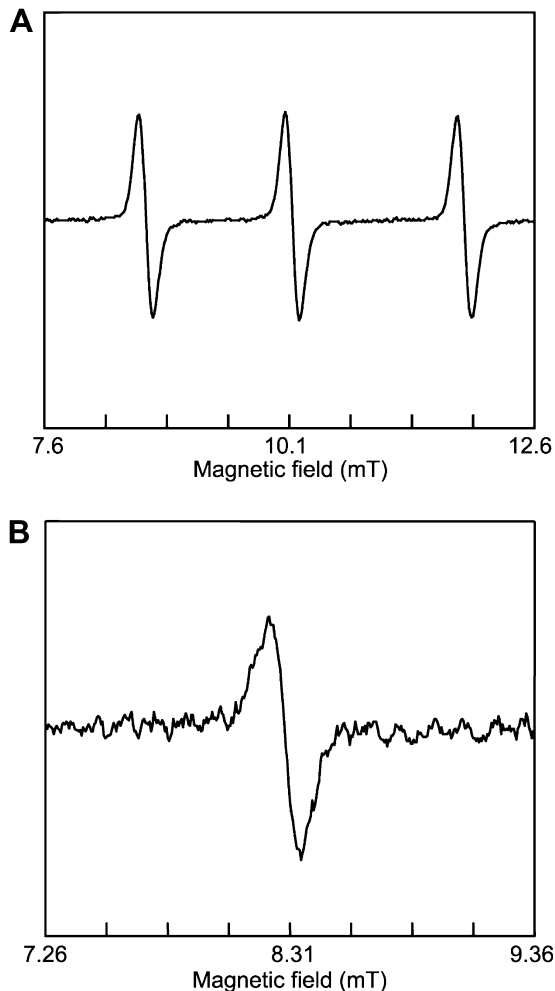 A
7.6 10.1 12.6
Magnetic field (mT)
B
7.26 8.31 9.36
Magnetic field (mT)